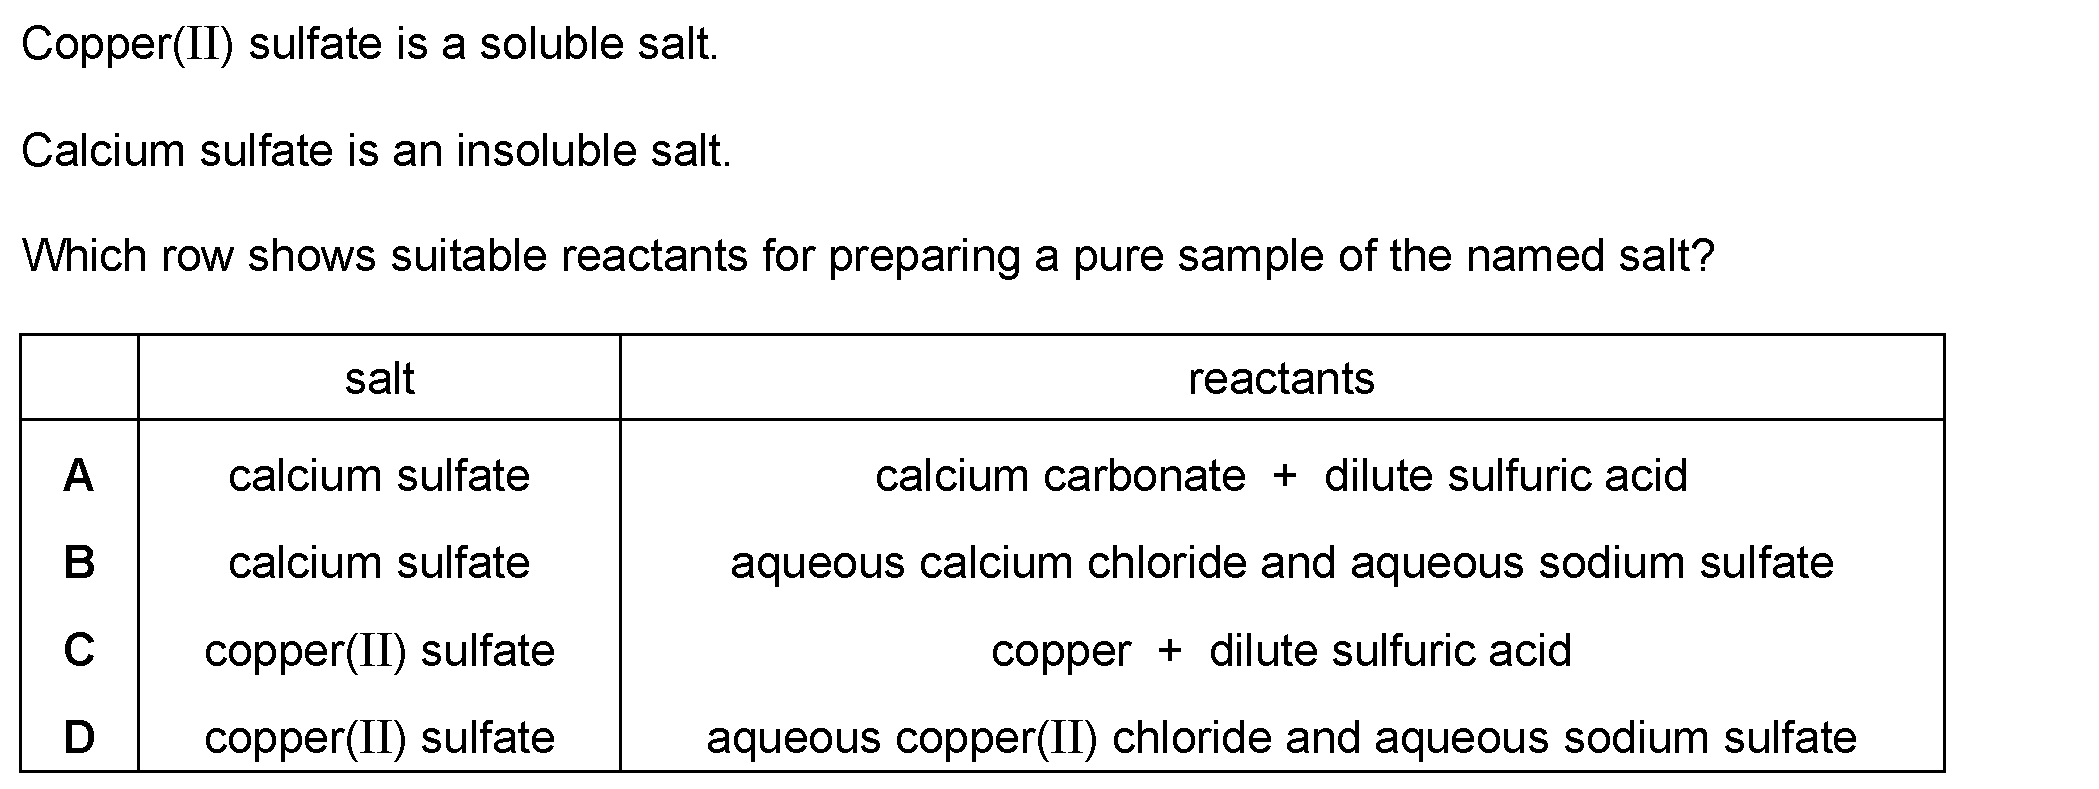 Copper(II) sulfate is a soluble salt.
Calcium sulfate is an insoluble salt.
Which row shows suitable reactants for preparing a pure sample of the named salt?
salt reactants
A calcium sulfate calcium carbonate + dilute sulfuric acid
B calcium sulfate aqueous calcium chloride and aqueous sodium sulfate
C copper(II) sulfate copper + dilute sulfuric acid
D copper(II) sulfate aqueous copper(II) chloride and aqueous sodium sulfate